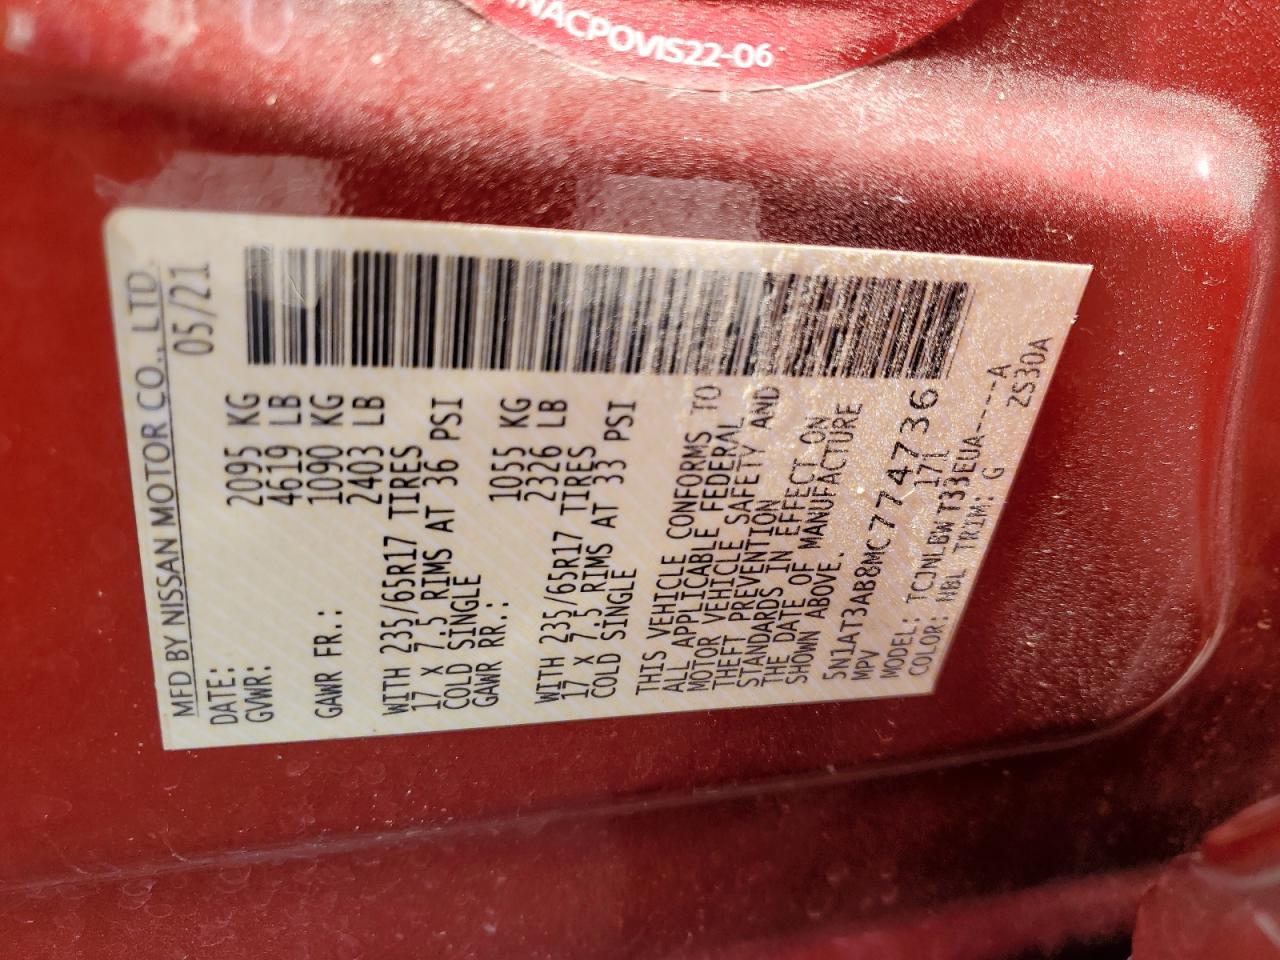 NACPOVIS22-06
MFD BY NISSAN MOTOR CO., LTD.
DATE: 05/21
GVWR: 2095 KG
4619 LB
GAWR FR.: 1090 KG
2403 LB
WITH 235/65R17 TIRES
17 X 7.5 RIMS AT 36 PSI
COLD SINGLE
GAWR RR.: 1055 KG
2326 LB
WITH 235/65R17 TIRES
17 X 7.5 RIMS AT 33 PSI
COLD SINGLE
THIS VEHICLE CONFORMS TO
ALL APPLICABLE FEDERAL
MOTOR VEHICLE SAFETY AND
THEFT PREVENTION
STANDARDS IN EFFECT ON
THE DATE OF MANUFACTURE
SHOWN ABOVE.
5N1AT3AB8MC774736
MPV 171
MODEL: TCJNLBWT33EUA-----A
COLOR: NBL TRIM: G ZS30A